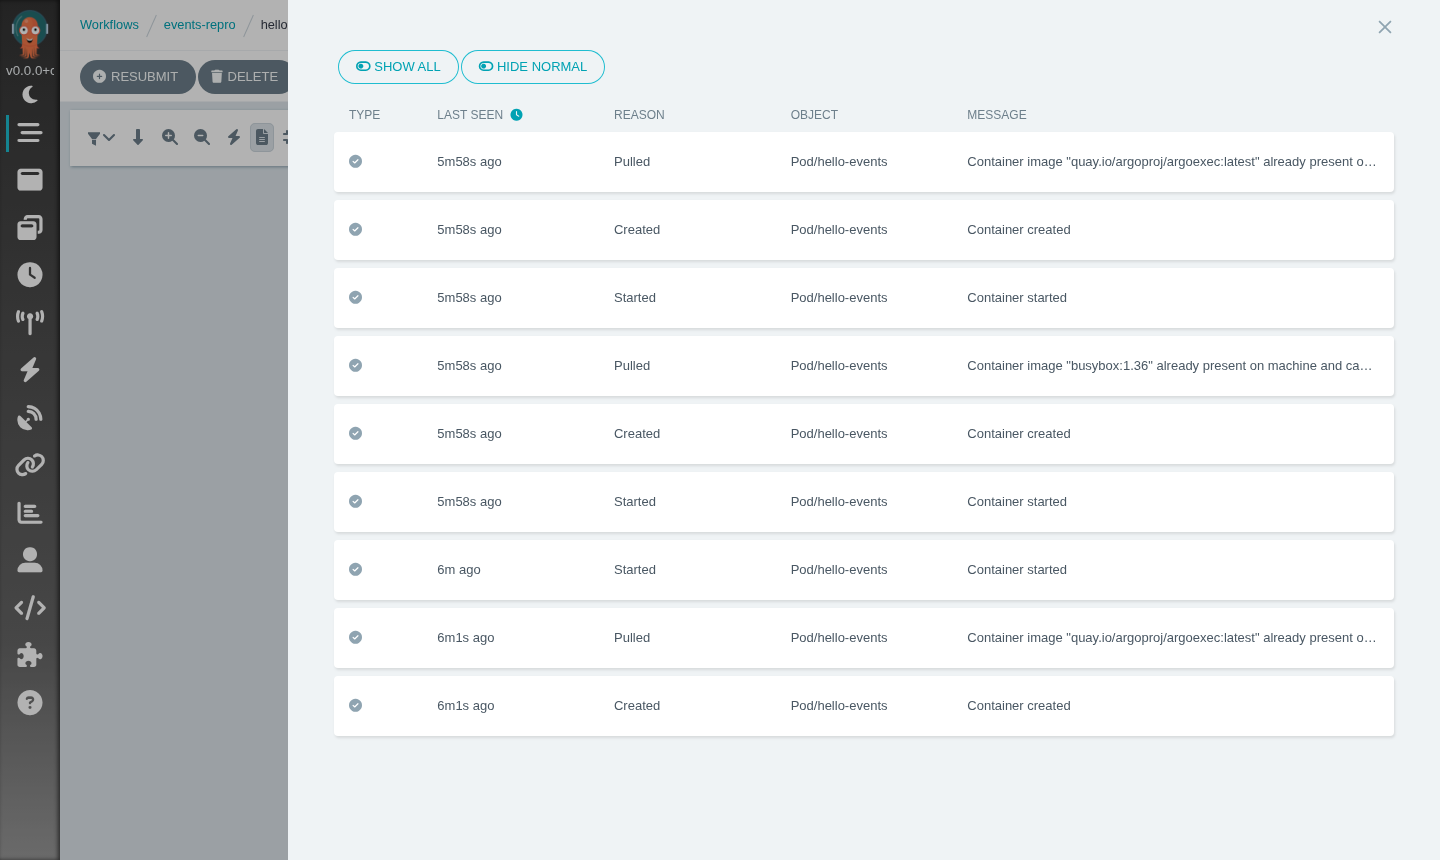 v0.0.0+c
Workflows events-repro hello
RESUBMIT DELETE
SHOW ALL HIDE NORMAL
TYPE LAST SEEN REASON OBJECT MESSAGE
5m58s ago Pulled Pod/hello-events Container image "quay.io/argoproj/argoexec:latest" already present o…
5m58s ago Created Pod/hello-events Container created
5m58s ago Started Pod/hello-events Container started
5m58s ago Pulled Pod/hello-events Container image "busybox:1.36" already present on machine and ca…
5m58s ago Created Pod/hello-events Container created
5m58s ago Started Pod/hello-events Container started
6m ago Started Pod/hello-events Container started
6m1s ago Pulled Pod/hello-events Container image "quay.io/argoproj/argoexec:latest" already present o…
6m1s ago Created Pod/hello-events Container created